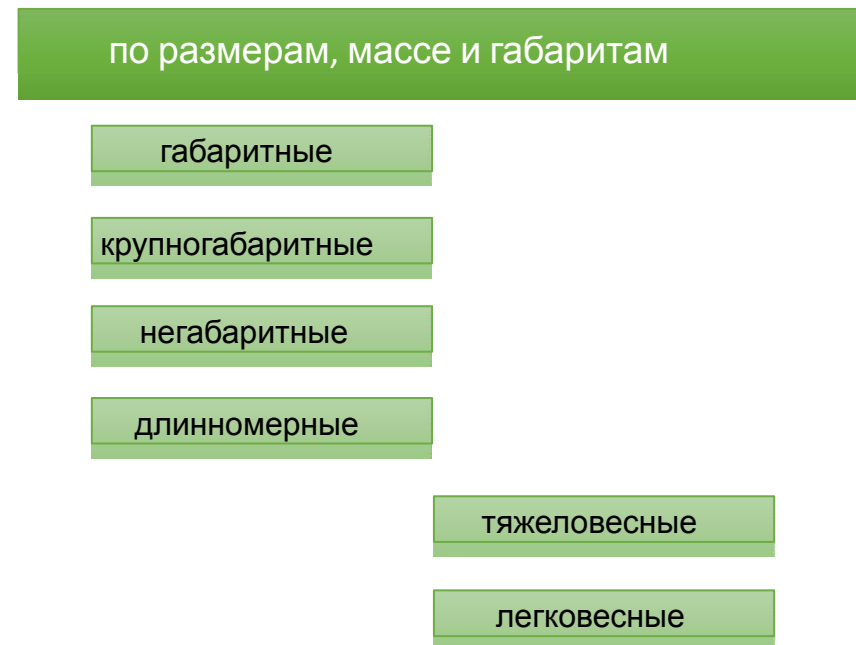 по размерам, массе и габаритам
габаритные
крупногабаритные
негабаритные
длинномерные
тяжеловесные
легковесные